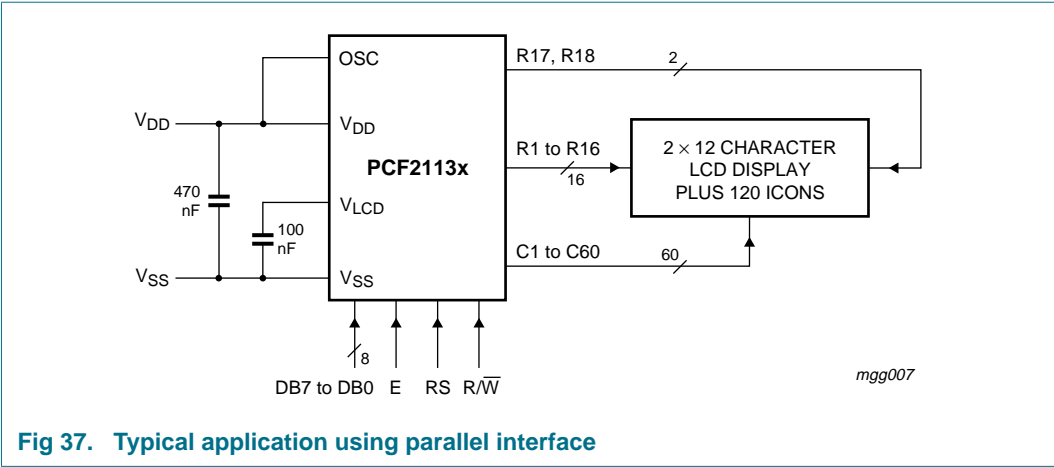 OSC
R17, R18
2
VDD
VDD
PCF2113x
R1 to R16
16
2 × 12 CHARACTER
LCD DISPLAY
PLUS 120 ICONS
470
nF
VLCD
100
nF
C1 to C60
60
VSS
VSS
8
DB7 to DB0 E RS R/W̅
mgg007
Fig 37. Typical application using parallel interface